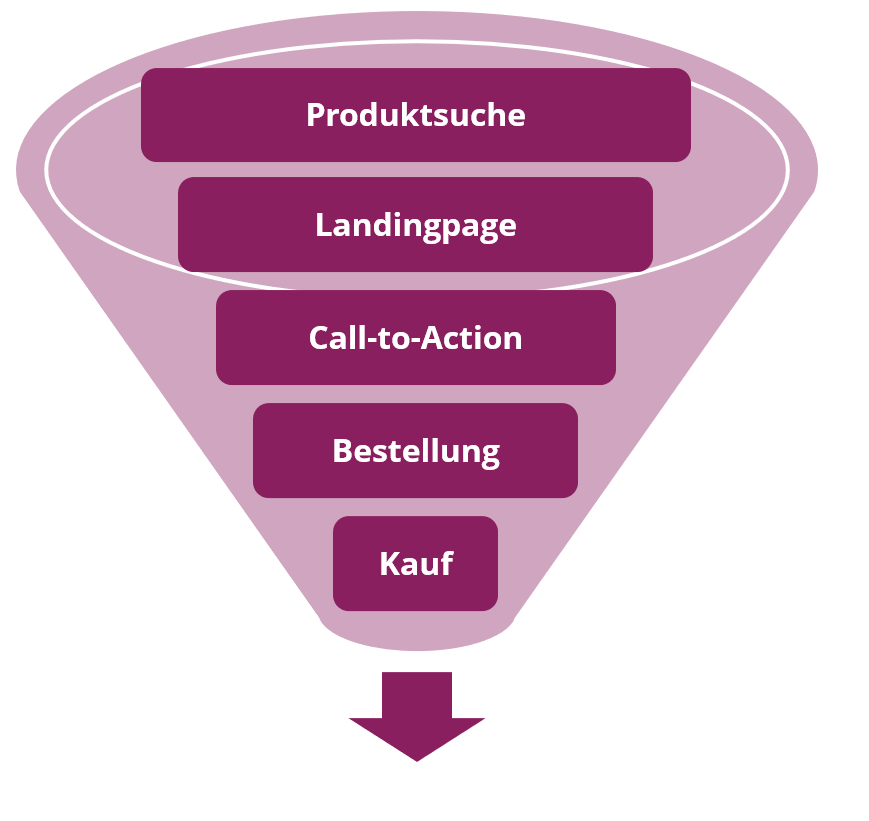 Produktsuche
Landingpage
Call-to-Action
Bestellung
Kauf